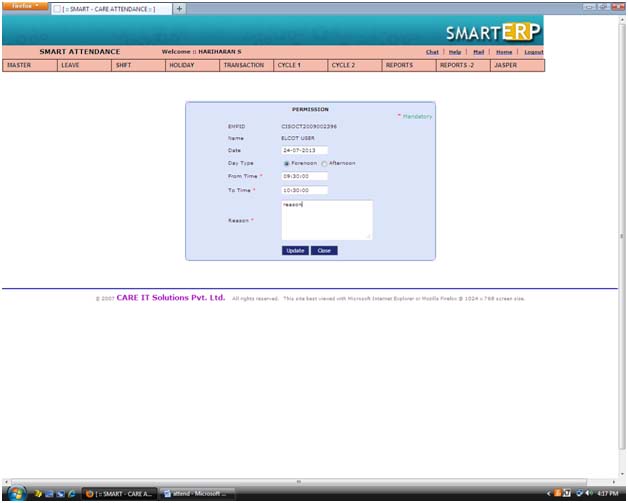 Firefox
[ :: SMART - CARE ATTENDANCE :: ]
+
SMARTERP
SMART ATTENDANCE Welcome :: HARIHARAN S Chat | Help | Mail | Home | Logout
MASTER LEAVE SHIFT HOLIDAY TRANSACTION CYCLE 1 CYCLE 2 REPORTS REPORTS -2 JASPER
PERMISSION
* Mandatory
EMPID CISOCT2009002396
Name ELCOT USER
Date 24-07-2013
Day Type Forenoon Afternoon
From Time * 09:30:00
To Time * 10:30:00
Reason * reason
Update Close
© 2007 CARE IT Solutions Pvt. Ltd. All rights reserved. This site best viewed with Microsoft Internet Explorer or Mozilla Firefox @ 1024 x 768 screen size.
[ :: SMART - CARE A... attend - Microsoft ... 4:17 PM